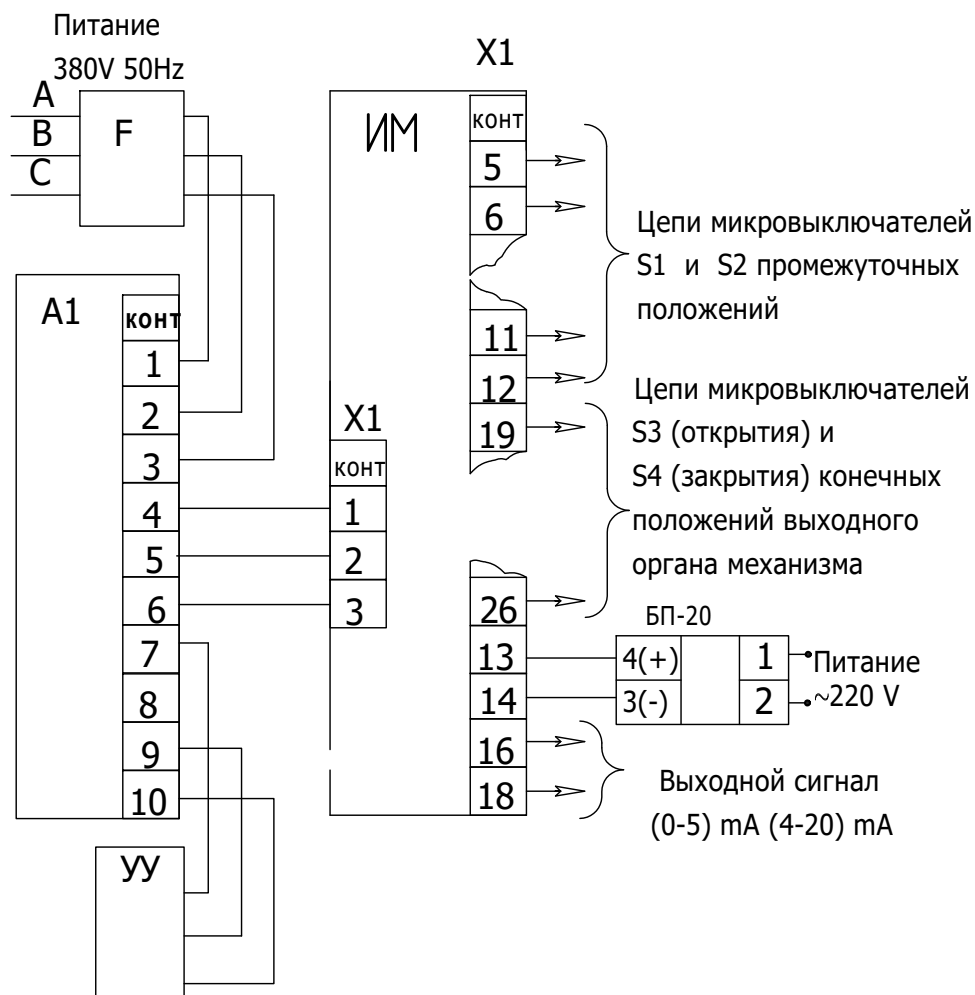 Питание
380V 50Hz
A
B
C
F
A1
конт
1
2
3
4
5
6
7
8
9
10
УУ
X1
ИМ
конт
5
6
11
12
19
26
13
14
16
18
X1
конт
1
2
3
Цепи микровыключателей
S1 и S2 промежуточных
положений
Цепи микровыключателей
S3 (открытия) и
S4 (закрытия) конечных
положений выходного
органа механизма
БП-20
4(+)
3(-)
1
2
Питание
~220 V
Выходной сигнал
(0-5) mA (4-20) mA